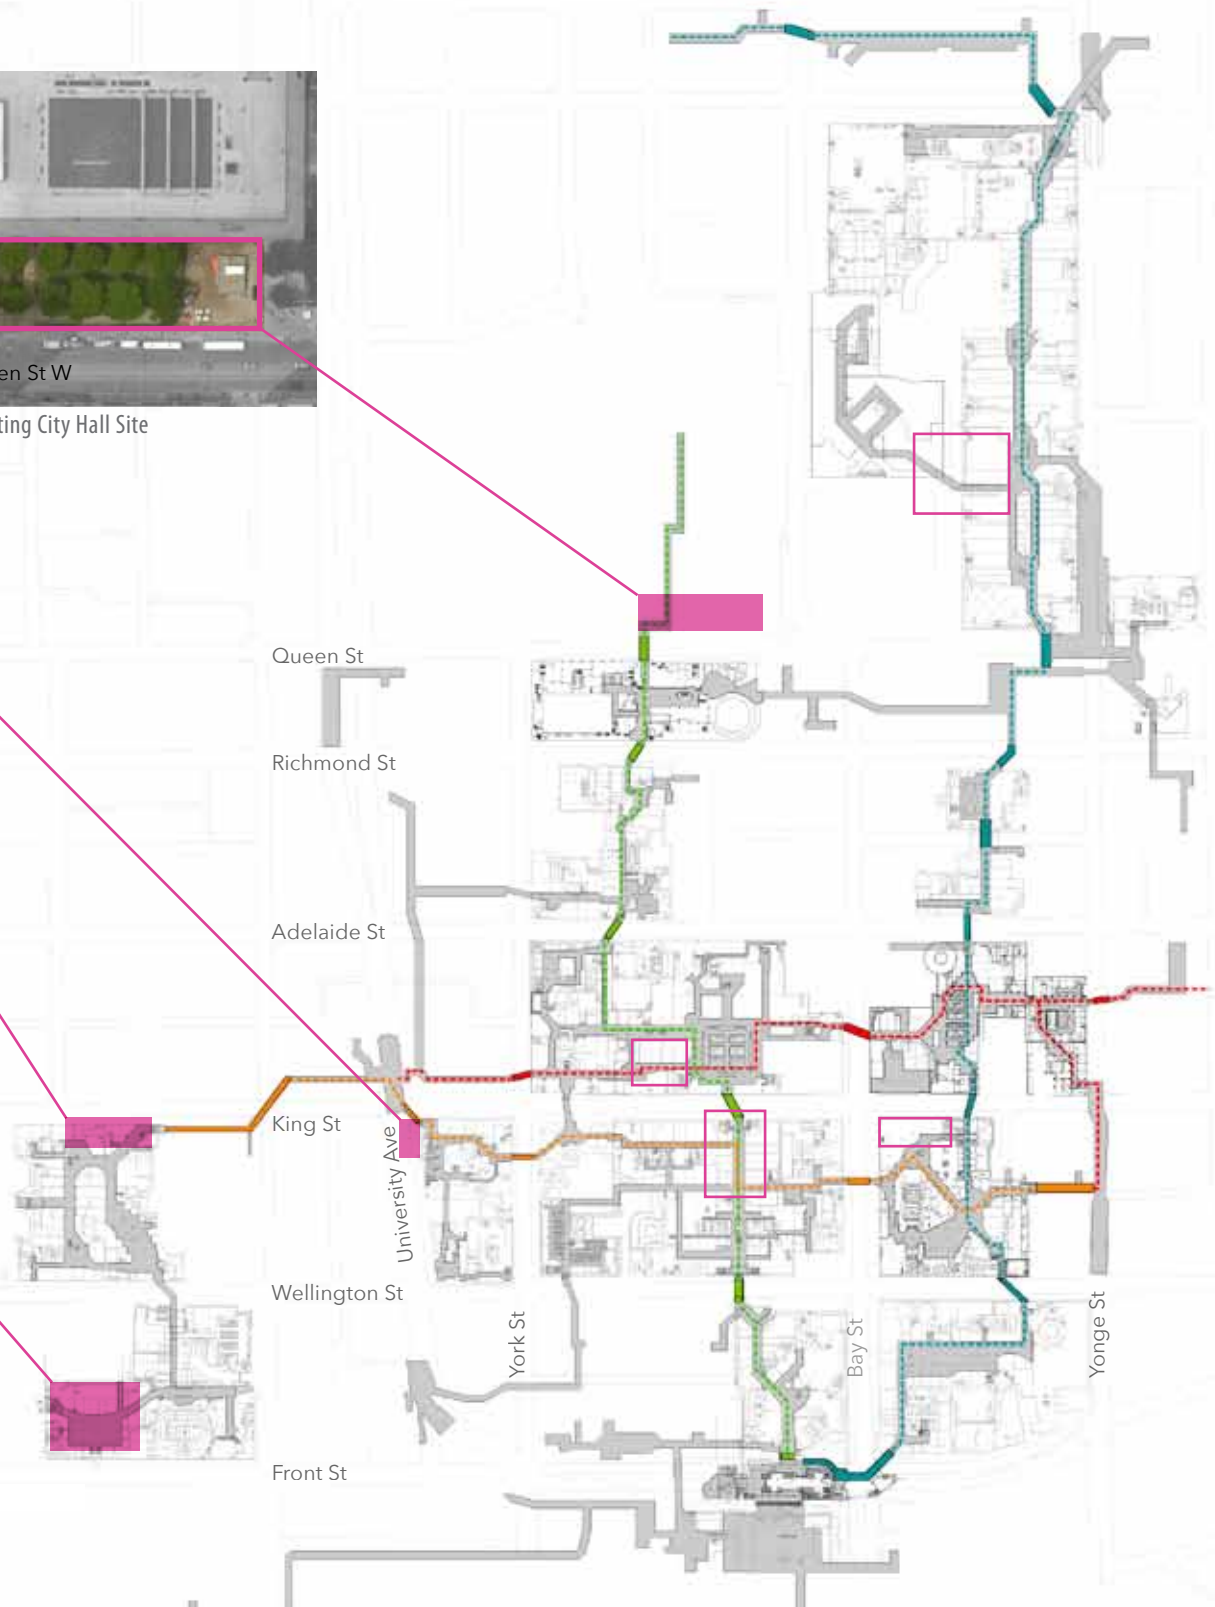 en St W
ting City Hall Site
Queen St
Richmond St
Adelaide St
King St
University Ave
Wellington St
York St
Bay St
Yonge St
Front St